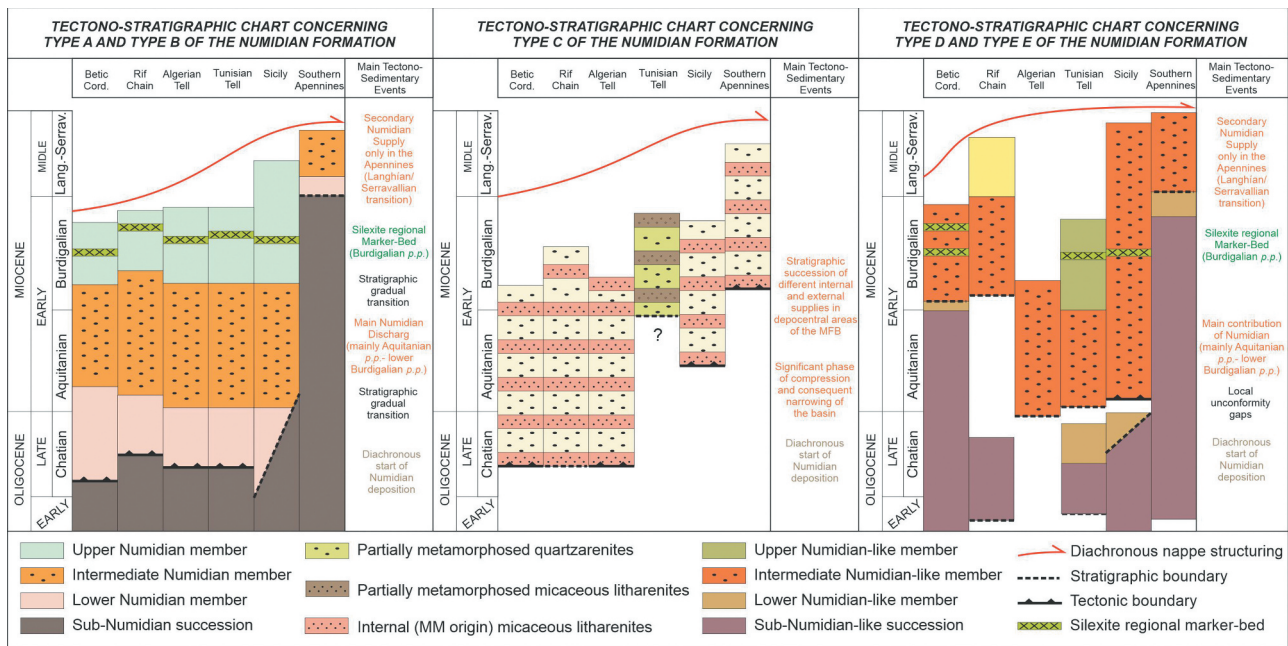 TECTONO-STRATIGRAPHIC CHART CONCERNING
TYPE A AND TYPE B OF THE NUMIDIAN FORMATION
Betic
Cord.
Rif
Chain
Algerian
Tell
Tunisian
Tell
Sicily
Southern
Apennines
Main Tectono-
Sedimentary
Events
MIOCENE
OLIGOCENE
MIDLE
EARLY
LATE
EARLY
Lang.-Serrav.
Burdigalian
Aquitanian
Chatian
Secondary
Numidian
Supply
only in the
Apennines
(Langhían/
Serravallian
transition)
Silexite regional
Marker-Bed
(Burdigalian p.p.)
Stratigraphic
gradual
transition
Main Numidian
Discharg
(mainly Aquitanian
p.p.- lower
Burdigalian p.p.)
Stratigraphic
gradual
transition
Diachronous
start of
Numidian
deposition
TECTONO-STRATIGRAPHIC CHART CONCERNING
TYPE C OF THE NUMIDIAN FORMATION
Betic
Cord.
Rif
Chain
Algerian
Tell
Tunisian
Tell
Sicily
Southern
Apennines
Main Tectono-
Sedimentary
Events
MIOCENE
OLIGOCENE
MIDLE
EARLY
LATE
EARLY
Lang.-Serrav.
Burdigalian
Aquitanian
Chatian
?
Stratigraphic
succession of
different internal
and external
supplies in
depocentral areas
of the MFB
Significant phase
of compression
and consequent
narrowing of
the basin
Diachronous
start of
Numidian
deposition
TECTONO-STRATIGRAPHIC CHART CONCERNING
TYPE D AND TYPE E OF THE NUMIDIAN FORMATION
Betic
Cord.
Rif
Chain
Algerian
Tell
Tunisian
Tell
Sicily
Southern
Apennines
Main Tectono-
Sedimentary
Events
MIOCENE
OLIGOCENE
MIDLE
EARLY
LATE
EARLY
Lang.-Serrav.
Burdigalian
Aquitanian
Chatian
Secondary
Numidian
Supply
only in the
Apennines
(Langhían/
Serravallian
transition)
Silexite regional
Marker-Bed
(Burdigalian p.p.)
Main contribution
of Numidian
(mainly Aquitanian
p.p.- lower
Burdigalian p.p.)
Local
unconformity
gaps
Diachronous
start of
Numidian
deposition
Upper Numidian member
Intermediate Numidian member
Lower Numidian member
Sub-Numidian succession
Partially metamorphosed quartzarenites
Partially metamorphosed micaceous litharenites
Internal (MM origin) micaceous litharenites
Upper Numidian-like member
Intermediate Numidian-like member
Lower Numidian-like member
Sub-Numidian-like succession
Diachronous nappe structuring
Stratigraphic boundary
Tectonic boundary
Silexite regional marker-bed